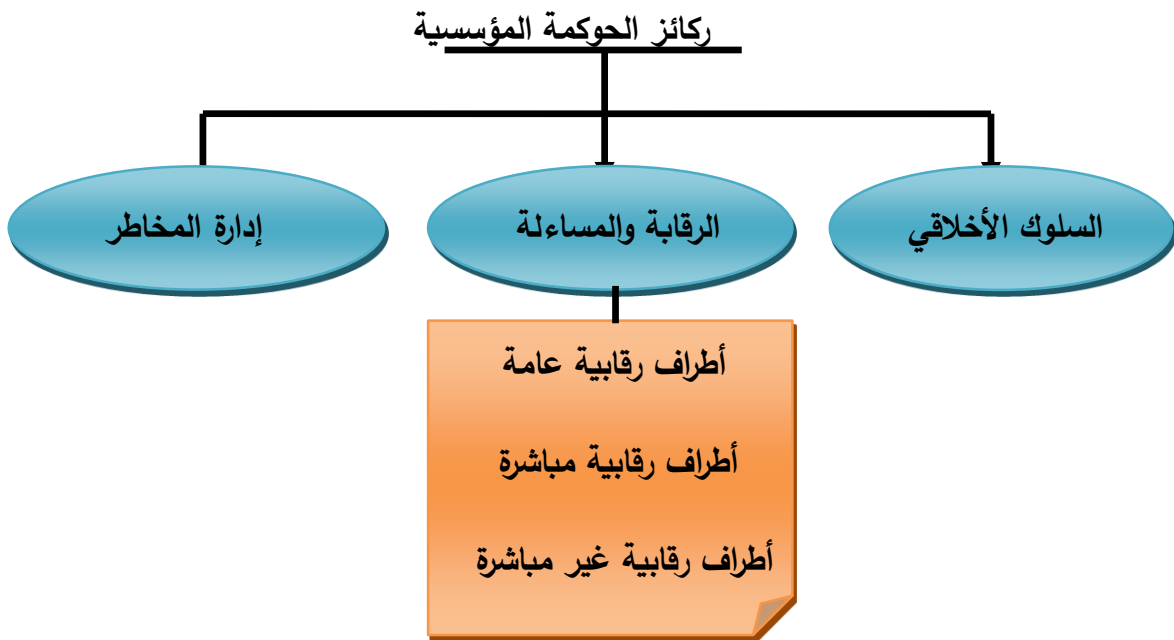 ركائز الحوكمة المؤسسية
السلوك الأخلاقي
الرقابة والمساءلة
إدارة المخاطر
أطراف رقابية عامة
أطراف رقابية مباشرة
أطراف رقابية غير مباشرة